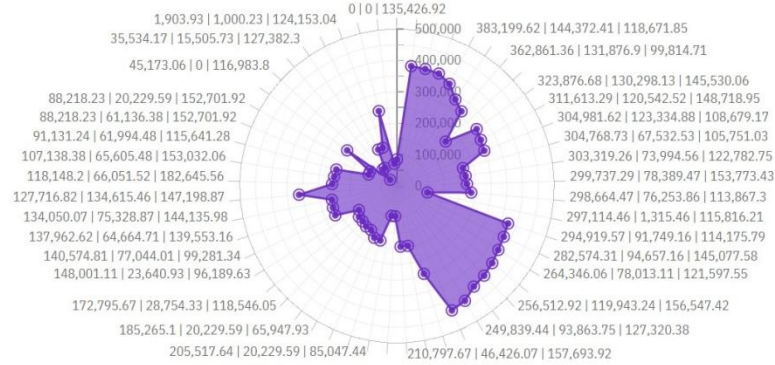 0 | 0 | 135,426.92
1,903.93 | 1,000.23 | 124,153.04
35,534.17 | 15,505.73 | 127,382.3
45,173.06 | 0 | 116,983.8
88,218.23 | 20,229.59 | 152,701.92
88,218.23 | 61,136.38 | 152,701.92
91,131.24 | 61,994.48 | 115,641.28
107,138.38 | 65,605.48 | 153,032.06
118,148.2 | 66,051.52 | 182,645.56
127,716.82 | 134,615.46 | 147,198.87
134,050.07 | 75,328.87 | 144,135.98
137,962.62 | 64,664.71 | 139,553.16
140,574.81 | 77,044.01 | 99,281.34
148,001.11 | 23,640.93 | 96,189.63
172,795.67 | 28,754.33 | 118,546.05
185,265.1 | 20,229.59 | 65,947.93
205,517.64 | 20,229.59 | 85,047.44
500,000
400,000
300,000
200,000
100,000
0
383,199.62 | 144,372.41 | 118,671.85
362,861.36 | 131,876.9 | 99,814.71
323,876.68 | 130,298.13 | 145,530.06
311,613.29 | 120,542.52 | 148,718.95
304,981.62 | 123,334.88 | 108,679.17
304,768.73 | 67,532.53 | 105,751.03
303,319.26 | 73,994.56 | 122,782.75
299,737.29 | 78,389.47 | 153,773.43
298,664.47 | 76,253.86 | 113,867.3
297,114.46 | 1,315.46 | 115,816.21
294,919.57 | 91,749.16 | 114,175.79
282,574.31 | 94,657.16 | 145,077.58
264,346.06 | 78,013.11 | 121,597.55
256,512.92 | 119,943.24 | 156,547.42
249,839.44 | 93,863.75 | 127,320.38
210,797.67 | 46,426.07 | 157,693.92